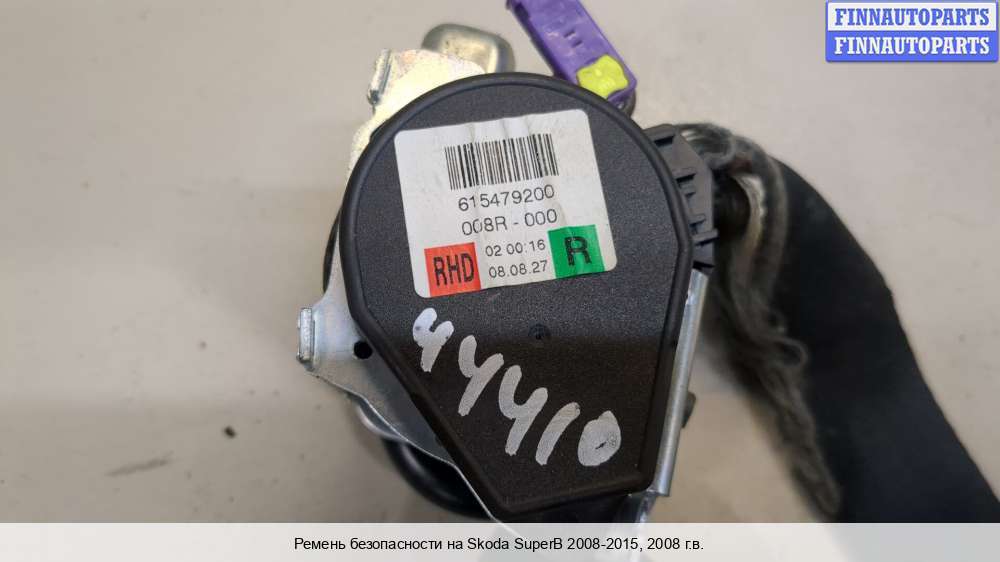 FINNAUTOPARTS
FINNAUTOPARTS
615479200
008R - 000
RHD
02 00:16
08.08.27
R
44410
Ремень безопасности на Skoda SuperB 2008-2015, 2008 г.в.